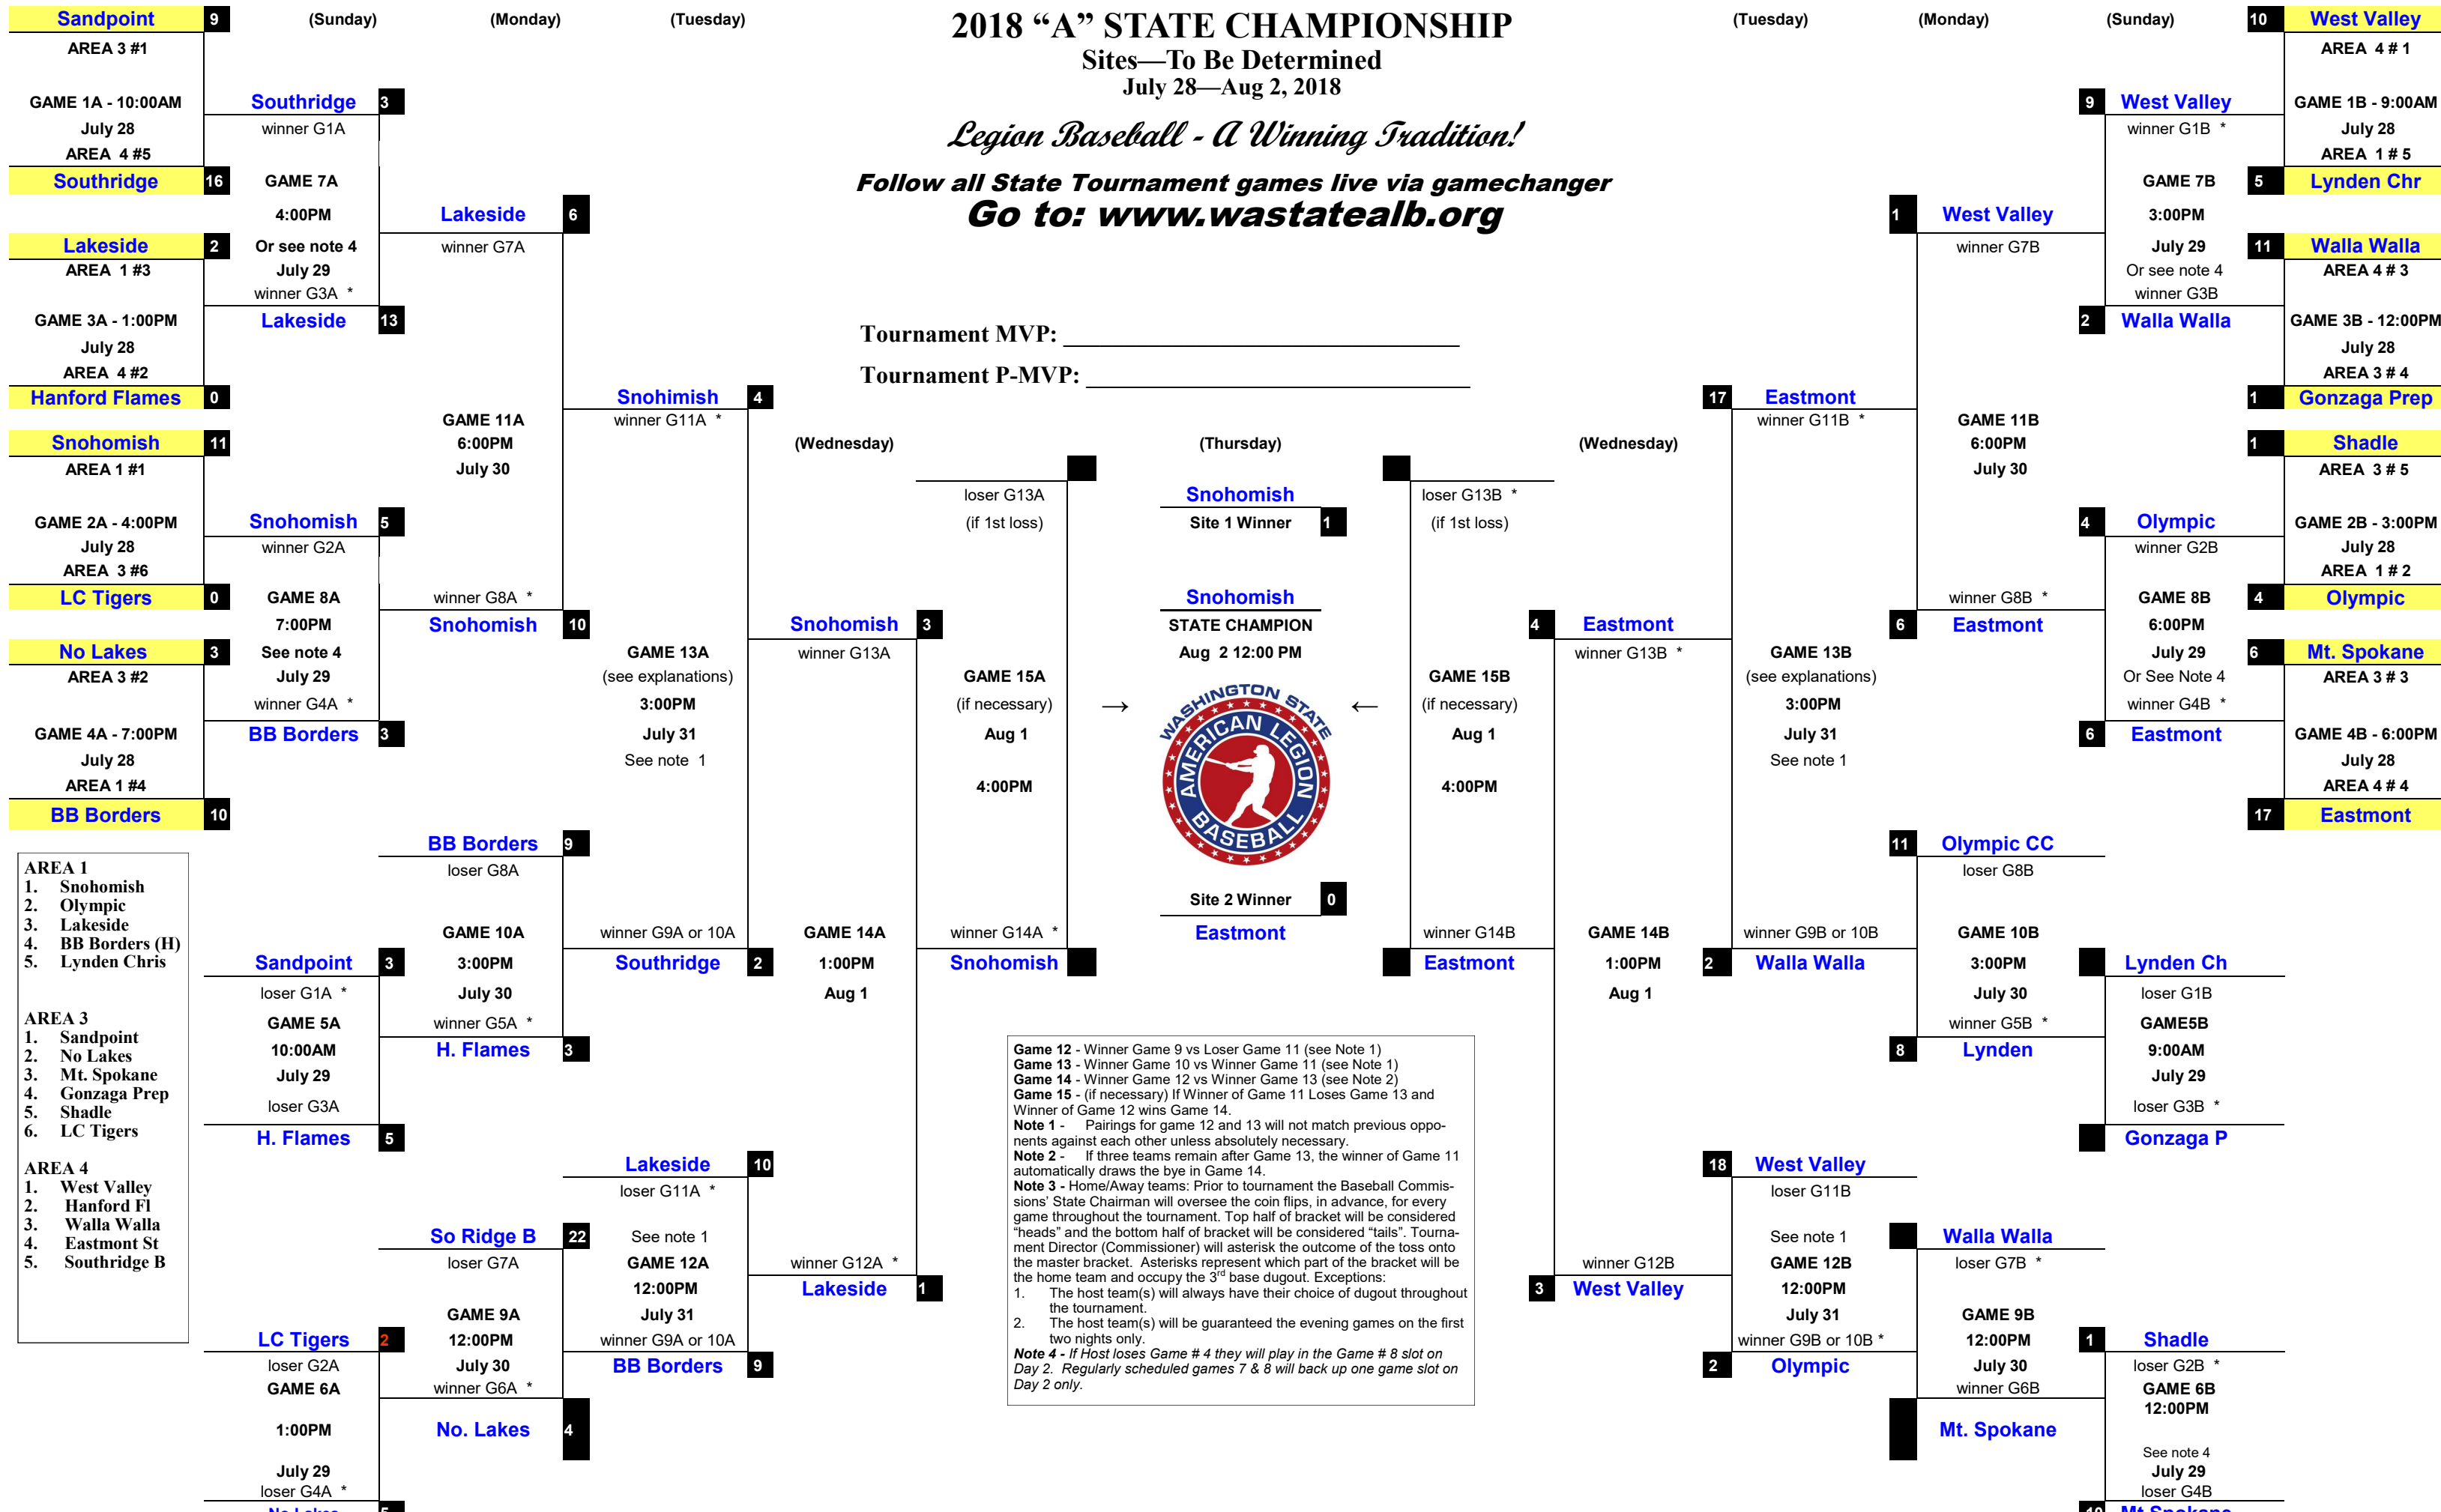 2018 “A” STATE CHAMPIONSHIP
Sites—To Be Determined
July 28—Aug 2, 2018
Legion Baseball - A Winning Tradition!
Follow all State Tournament games live via gamechanger
Go to: www.wastatealb.org
Tournament MVP:
Tournament P-MVP:
Sandpoint 9
AREA 3 #1
GAME 1A - 10:00AM
July 28
AREA 4 #5
Southridge 16
Lakeside 2
AREA 1 #3
GAME 3A - 1:00PM
July 28
AREA 4 #2
Hanford Flames 0
Snohomish 11
AREA 1 #1
GAME 2A - 4:00PM
July 28
AREA 3 #6
LC Tigers 0
No Lakes 3
AREA 3 #2
GAME 4A - 7:00PM
July 28
AREA 1 #4
BB Borders 10
AREA 1
1. Snohomish
2. Olympic
3. Lakeside
4. BB Borders (H)
5. Lynden Chris
AREA 3
1. Sandpoint
2. No Lakes
3. Mt. Spokane
4. Gonzaga Prep
5. Shadle
6. LC Tigers
AREA 4
1. West Valley
2. Hanford Fl
3. Walla Walla
4. Eastmont St
5. Southridge B
(Sunday)
Southridge 3
winner G1A
GAME 7A
4:00PM
Or see note 4
July 29
winner G3A *
Lakeside 13
Snohomish 5
winner G2A
GAME 8A
7:00PM
See note 4
July 29
winner G4A *
BB Borders 3
Sandpoint 3
loser G1A *
GAME 5A
10:00AM
July 29
loser G3A
H. Flames 5
LC Tigers 2
loser G2A
GAME 6A
1:00PM
July 29
loser G4A *
No Lakes 5
(Monday)
Lakeside 6
winner G7A
GAME 11A
6:00PM
July 30
winner G8A *
Snohomish 10
BB Borders 9
loser G8A
GAME 10A
3:00PM
July 30
winner G5A *
H. Flames 3
So Ridge B 22
loser G7A
GAME 9A
12:00PM
July 30
winner G6A *
No. Lakes 4
(Tuesday)
Snohimish 4
winner G11A *
GAME 13A
(see explanations)
3:00PM
July 31
See note 1
winner G9A or 10A
Southridge 2
Lakeside 10
loser G11A *
See note 1
GAME 12A
12:00PM
July 31
winner G9A or 10A
BB Borders 9
(Wednesday)
Snohomish 3
winner G13A
GAME 14A
1:00PM
Aug 1
winner G12A *
Lakeside 1
loser G13A
(if 1st loss)
GAME 15A
(if necessary)
Aug 1
4:00PM
winner G14A *
Snohomish
(Thursday)
Snohomish
Site 1 Winner 1
Snohomish
STATE CHAMPION
Aug 2 12:00 PM
→
←
WASHINGTON STATE
AMERICAN LEGION
BASEBALL
Site 2 Winner 0
Eastmont
Game 12 - Winner Game 9 vs Loser Game 11 (see Note 1)
Game 13 - Winner Game 10 vs Winner Game 11 (see Note 1)
Game 14 - Winner Game 12 vs Winner Game 13 (see Note 2)
Game 15 - (if necessary) If Winner of Game 11 Loses Game 13 and
Winner of Game 12 wins Game 14.
Note 1 - Pairings for game 12 and 13 will not match previous oppo-
nents against each other unless absolutely necessary.
Note 2 - If three teams remain after Game 13, the winner of Game 11
automatically draws the bye in Game 14.
Note 3 - Home/Away teams: Prior to tournament the Baseball Commis-
sions’ State Chairman will oversee the coin flips, in advance, for every
game throughout the tournament. Top half of bracket will be considered
“heads” and the bottom half of bracket will be considered “tails”. Tourna-
ment Director (Commissioner) will asterisk the outcome of the toss onto
the master bracket. Asterisks represent which part of the bracket will be
the home team and occupy the 3rd base dugout. Exceptions:
1. The host team(s) will always have their choice of dugout throughout
the tournament.
2. The host team(s) will be guaranteed the evening games on the first
two nights only.
Note 4 - If Host loses Game # 4 they will play in the Game # 8 slot on
Day 2. Regularly scheduled games 7 & 8 will back up one game slot on
Day 2 only.
(Wednesday)
loser G13B *
(if 1st loss)
GAME 15B
(if necessary)
Aug 1
4:00PM
winner G14B
Eastmont
4 Eastmont
winner G13B *
GAME 14B
1:00PM
Aug 1
winner G12B
3 West Valley
(Tuesday)
17 Eastmont
winner G11B *
GAME 13B
(see explanations)
3:00PM
July 31
See note 1
winner G9B or 10B
2 Walla Walla
18 West Valley
loser G11B
See note 1
GAME 12B
12:00PM
July 31
winner G9B or 10B *
2 Olympic
(Monday)
1 West Valley
winner G7B
GAME 11B
6:00PM
July 30
winner G8B *
6 Eastmont
11 Olympic CC
loser G8B
GAME 10B
3:00PM
July 30
winner G5B *
8 Lynden
Walla Walla
loser G7B *
GAME 9B
12:00PM
July 30
winner G6B
Mt. Spokane
(Sunday)
9 West Valley
winner G1B *
GAME 7B
3:00PM
July 29
Or see note 4
winner G3B
2 Walla Walla
4 Olympic
winner G2B
GAME 8B
6:00PM
July 29
Or See Note 4
winner G4B *
6 Eastmont
Lynden Ch
loser G1B
GAME5B
9:00AM
July 29
loser G3B *
Gonzaga P
1 Shadle
loser G2B *
GAME 6B
12:00PM
See note 4
July 29
loser G4B
10 Mt Spokane
10 West Valley
AREA 4 # 1
GAME 1B - 9:00AM
July 28
AREA 1 # 5
5 Lynden Chr
11 Walla Walla
AREA 4 # 3
GAME 3B - 12:00PM
July 28
AREA 3 # 4
1 Gonzaga Prep
1 Shadle
AREA 3 # 5
GAME 2B - 3:00PM
July 28
AREA 1 # 2
4 Olympic
6 Mt. Spokane
AREA 3 # 3
GAME 4B - 6:00PM
July 28
AREA 4 # 4
17 Eastmont